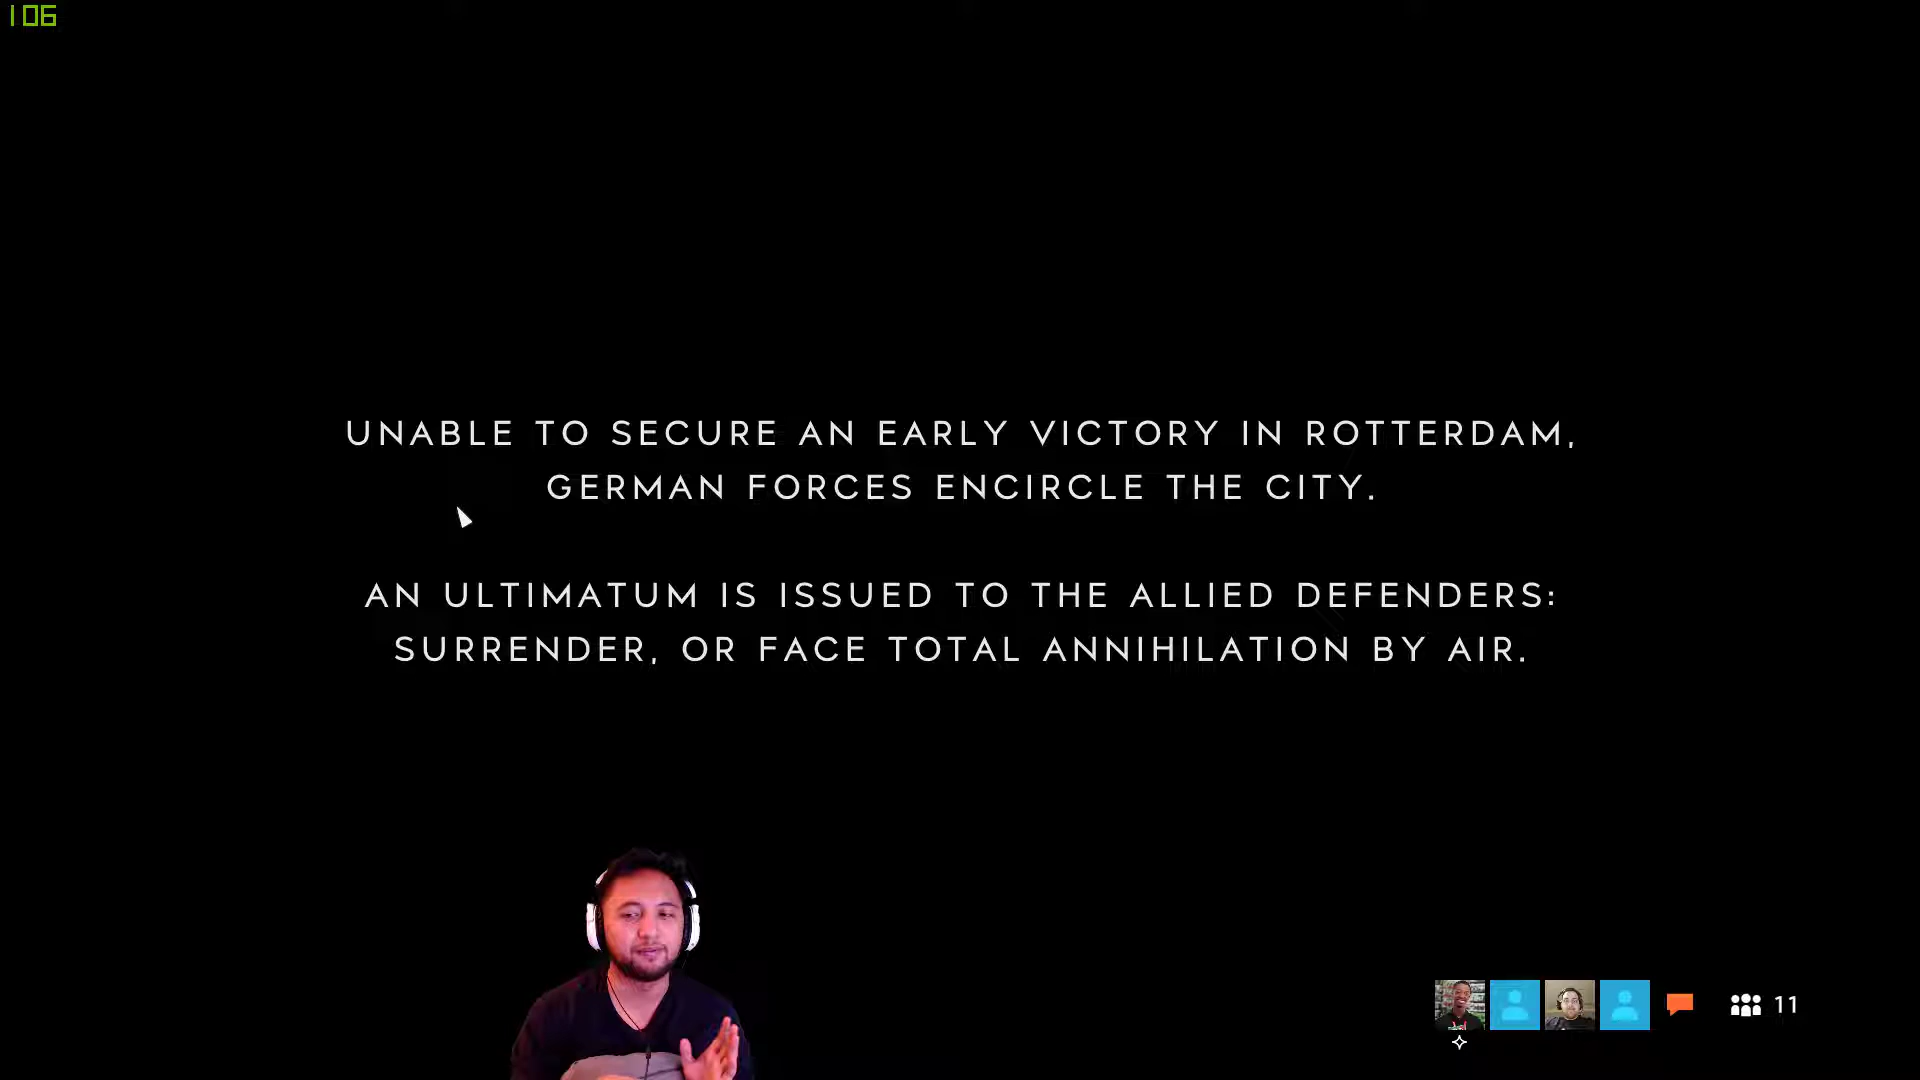 106
UNABLE TO SECURE AN EARLY VICTORY IN ROTTERDAM,
GERMAN FORCES ENCIRCLE THE CITY.
AN ULTIMATUM IS ISSUED TO THE ALLIED DEFENDERS:
SURRENDER, OR FACE TOTAL ANNIHILATION BY AIR.
11